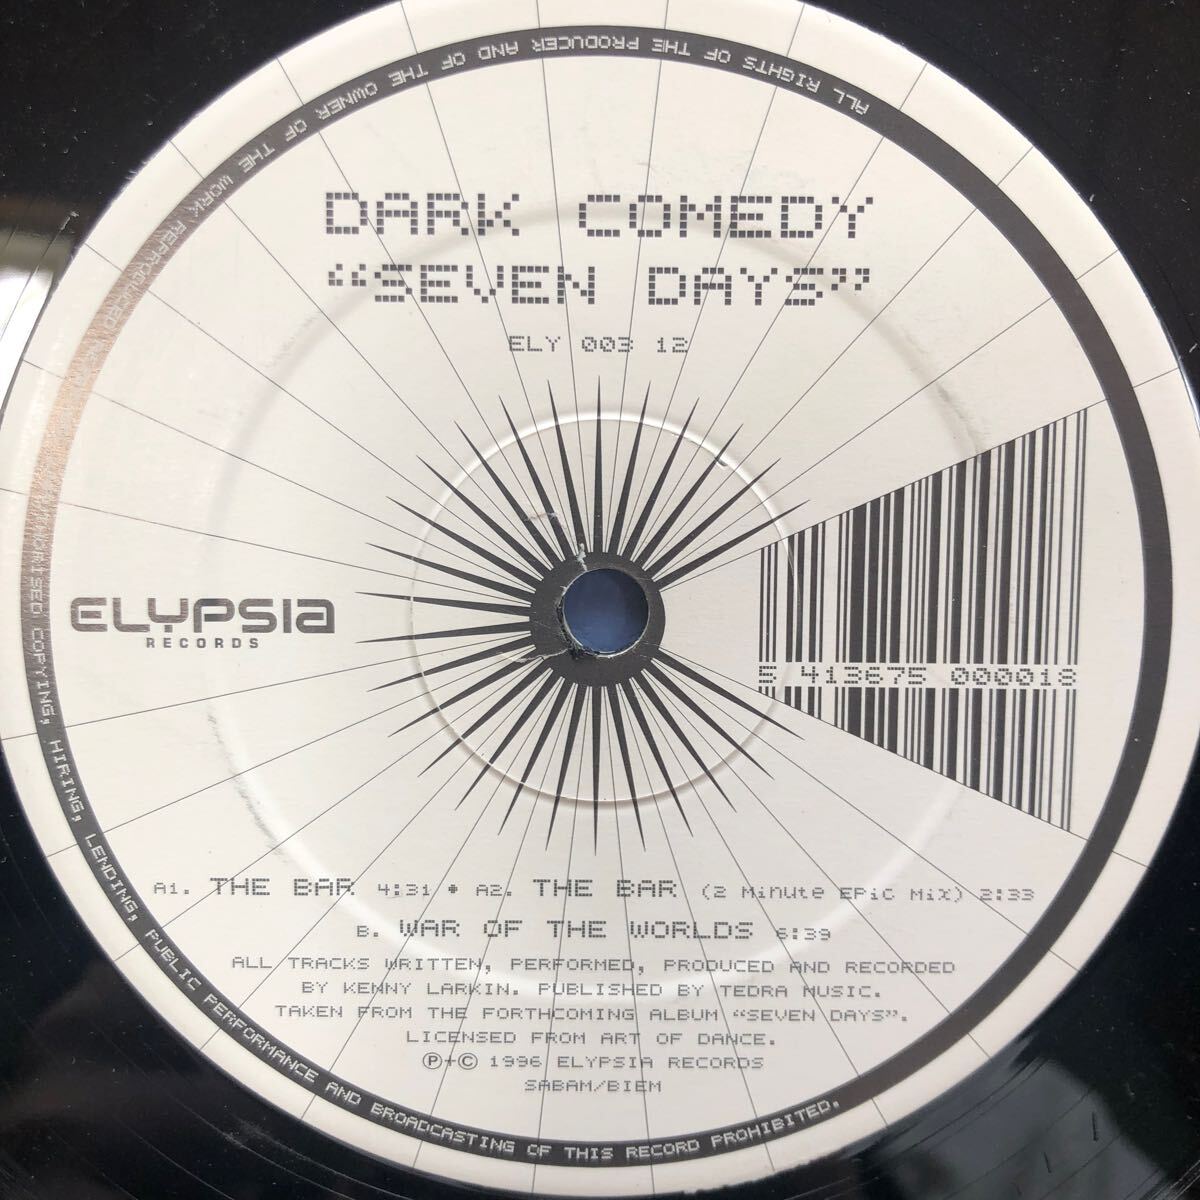 DARK COMEDY
“SEVEN DAYS”
ELY 003 12
ELYPSIA
RECORDS
5 413675 000018
A1. THE BAR 4:31 • A2. THE BAR (2 Minute Epic Mix) 2:33
B. WAR OF THE WORLDS 6:39
ALL TRACKS WRITTEN, PERFORMED, PRODUCED AND RECORDED
BY KENNY LARKIN. PUBLISHED BY TEDRA MUSIC.
TAKEN FROM THE FORTHCOMING ALBUM “SEVEN DAYS”.
LICENSED FROM ART OF DANCE.
℗+© 1996 ELYPSIA RECORDS
SABAM/BIEM
ALL RIGHTS OF THE PRODUCER AND OF THE OWNER OF THE WORK REPRODUCED COPYING, HIRING, LENDING, PUBLIC PERFORMANCE AND BROADCASTING OF THIS RECORD PROHIBITED.